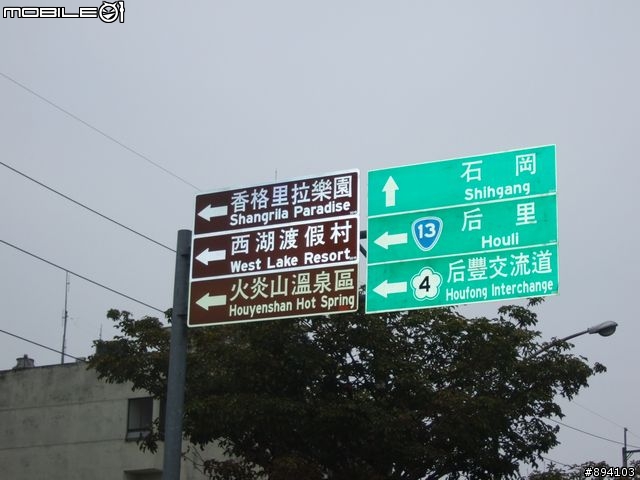 MOBILE01
香格里拉樂園
Shangrila Paradise
西湖渡假村
West Lake Resort
火炎山溫泉區
Houyenshan Hot Spring
石岡
Shihgang
13
后里
Houli
4
后豐交流道
Houfong Interchange
#894103